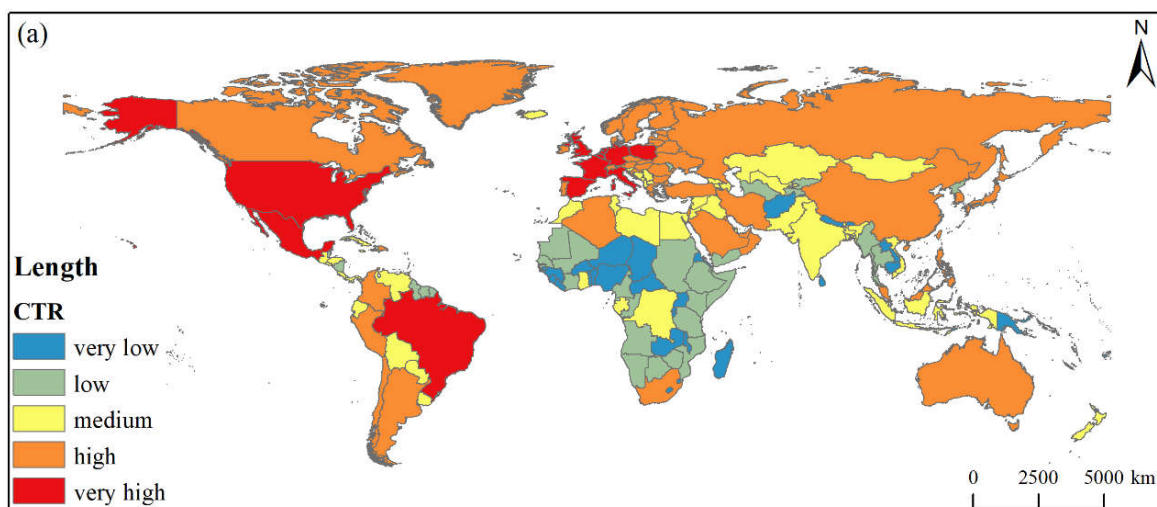 (a)
N
Length
CTR
very low
low
medium
high
very high
0 2500 5000 km